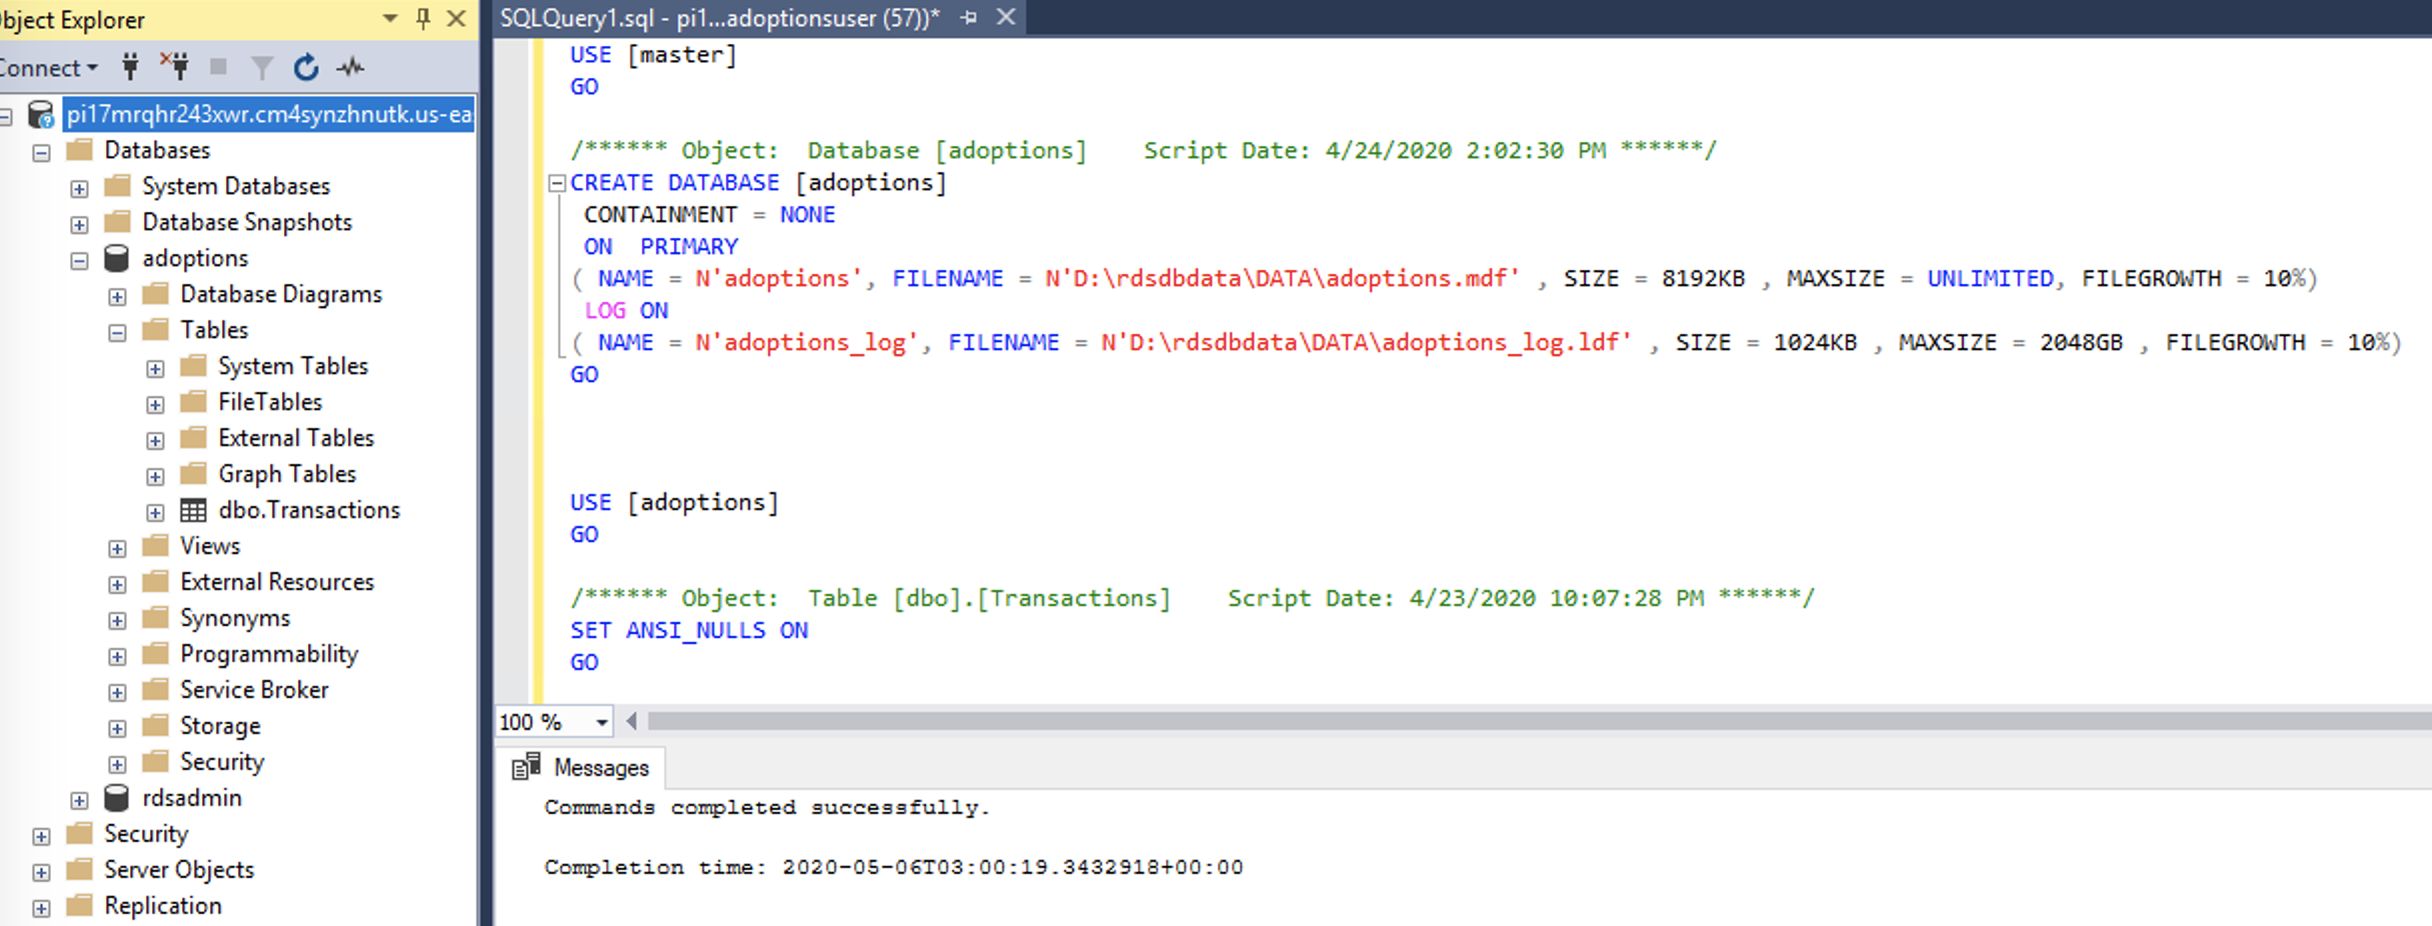 bject Explorer
Connect
pi17mrqhr243xwr.cm4synzhnutk.us-ea
Databases
System Databases
Database Snapshots
adoptions
Database Diagrams
Tables
System Tables
FileTables
External Tables
Graph Tables
dbo.Transactions
Views
External Resources
Synonyms
Programmability
Service Broker
Storage
Security
rdsadmin
Security
Server Objects
Replication
SQLQuery1.sql - pi1...adoptionsuser (57))*
USE [master]
GO
/****** Object:  Database [adoptions]    Script Date: 4/24/2020 2:02:30 PM ******/
CREATE DATABASE [adoptions]
CONTAINMENT = NONE
ON  PRIMARY
( NAME = N'adoptions', FILENAME = N'D:\rdsdbdata\DATA\adoptions.mdf' , SIZE = 8192KB , MAXSIZE = UNLIMITED, FILEGROWTH = 10%)
LOG ON
( NAME = N'adoptions_log', FILENAME = N'D:\rdsdbdata\DATA\adoptions_log.ldf' , SIZE = 1024KB , MAXSIZE = 2048GB , FILEGROWTH = 10%)
GO
USE [adoptions]
GO
/****** Object:  Table [dbo].[Transactions]    Script Date: 4/23/2020 10:07:28 PM ******/
SET ANSI_NULLS ON
GO
100 %
Messages
Commands completed successfully.
Completion time: 2020-05-06T03:00:19.3432918+00:00